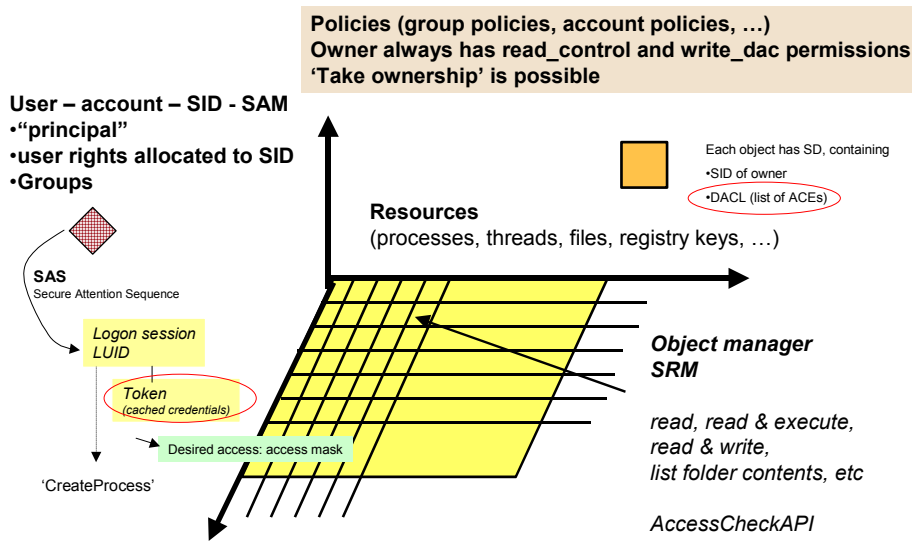 Policies (group policies, account policies, …)
Owner always has read_control and write_dac permissions
‘Take ownership’ is possible
User – account – SID - SAM
•“principal”
•user rights allocated to SID
•Groups
Each object has SD, containing
•SID of owner
•DACL (list of ACEs)
Resources
(processes, threads, files, registry keys, …)
SAS
Secure Attention Sequence
Logon session
LUID
Token
(cached credentials)
Desired access: access mask
‘CreateProcess’
Object manager
SRM
read, read & execute,
read & write,
list folder contents, etc
AccessCheckAPI